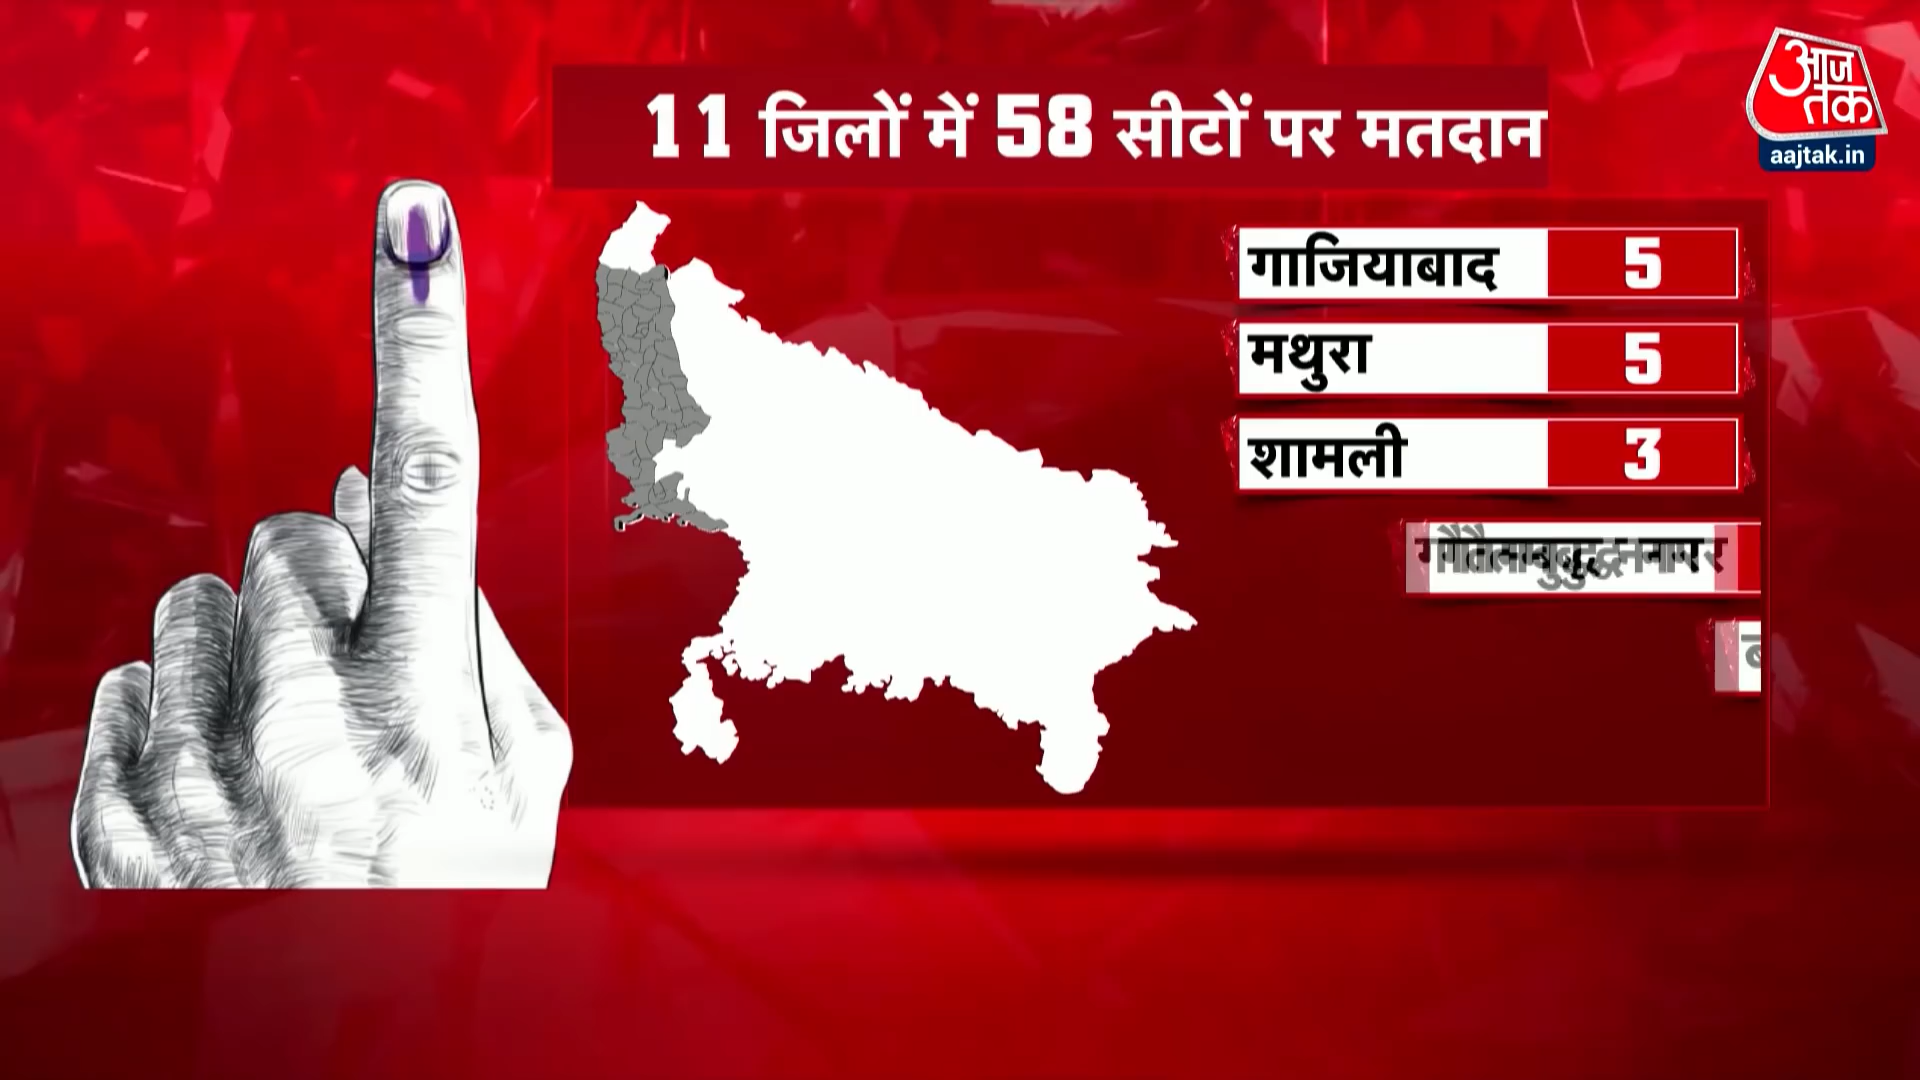 आज
तक
aajtak.in
11 जिलों में 58 सीटों पर मतदान
गाजियाबाद 5
मथुरा 5
शामली 3